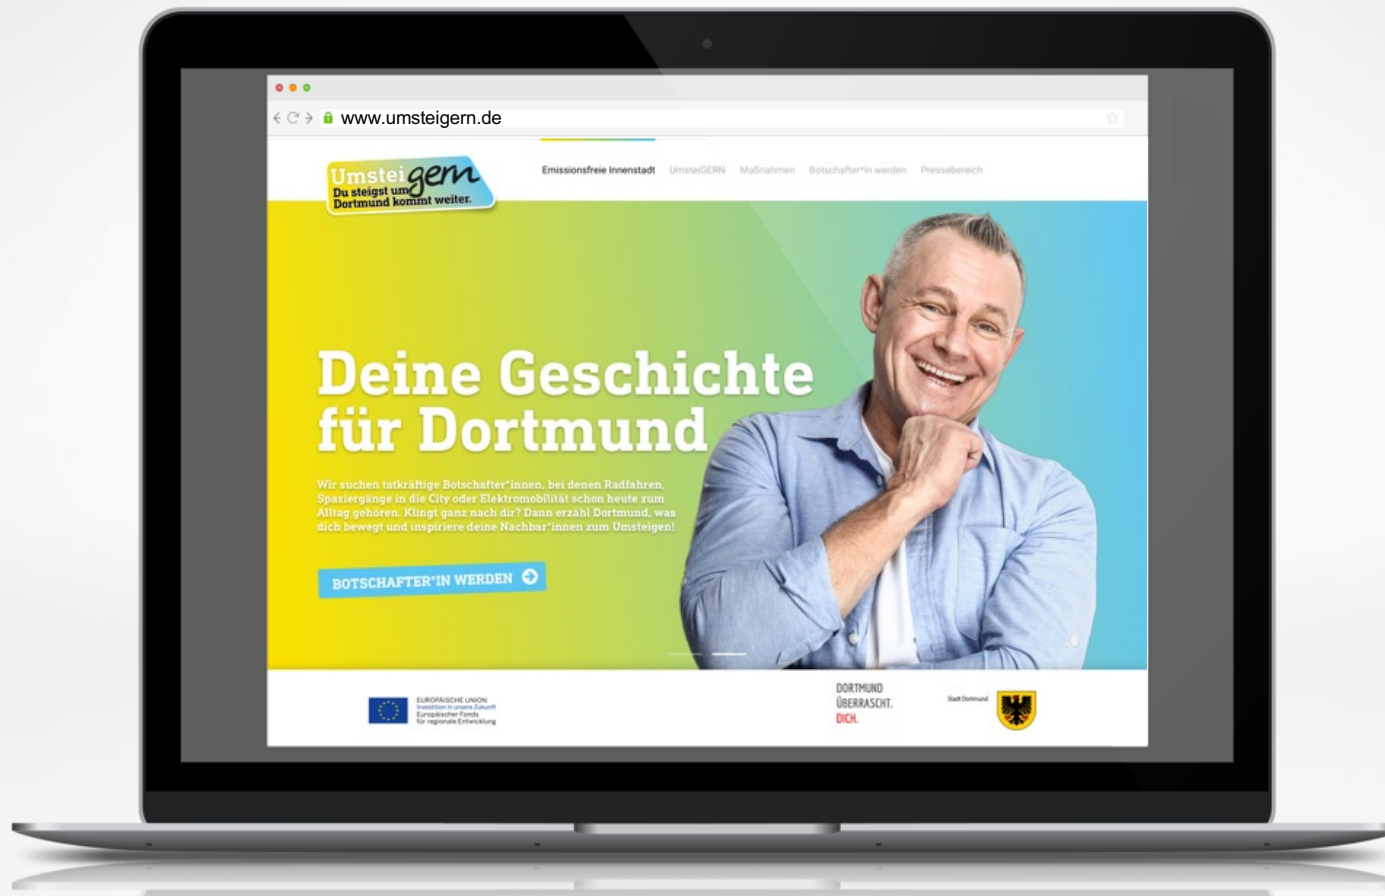 www.umsteigern.de
Umsteigern
Du steigst um
Dortmund kommt weiter.
Emissionsfreie Innenstadt UmsteiGERN Maßnahmen Botschafter*in werden Pressebereich
Deine Geschichte
für Dortmund
Wir suchen tatkräftige Botschafter*innen, bei denen Radfahren,
Spaziergänge in die City oder Elektromobilität schon heute zum
Alltag gehören. Klingt ganz nach dir? Dann erzähl Dortmund, was
dich bewegt und inspiriere deine Nachbar*innen zum Umsteigen!
BOTSCHAFTER*IN WERDEN
EUROPÄISCHE UNION
Investition in unsere Zukunft
Europäischer Fonds
für regionale Entwicklung
DORTMUND
ÜBERRASCHT.
DICH.
Stadt Dortmund